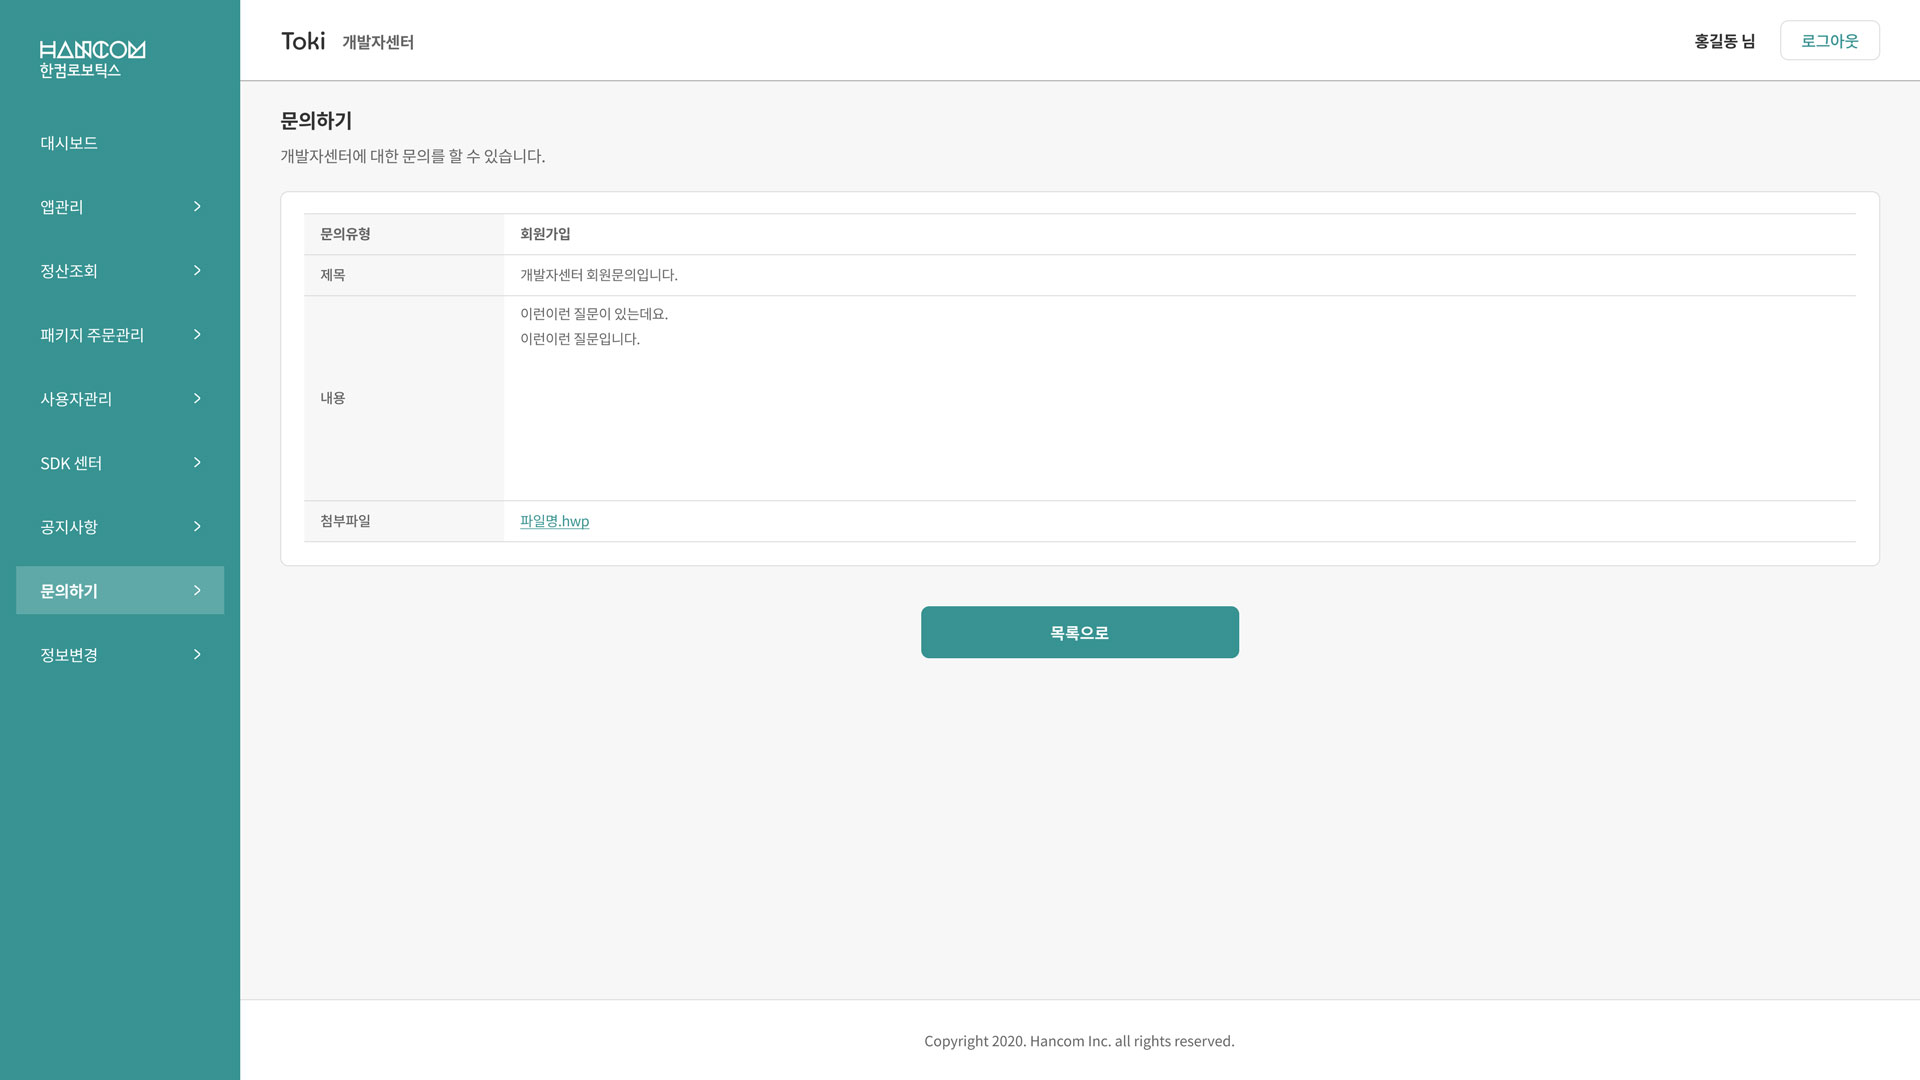 HANCOM
한컴로보틱스
대시보드
앱관리
정산조회
패키지 주문관리
사용자관리
SDK 센터
공지사항
문의하기
정보변경
Toki 개발자센터
홍길동 님
로그아웃
문의하기
개발자센터에 대한 문의를 할 수 있습니다.
문의유형 회원가입
제목 개발자센터 회원문의입니다.
내용
이런이런 질문이 있는데요.
이런이런 질문입니다.
첨부파일 파일명.hwp
목록으로
Copyright 2020. Hancom Inc. all rights reserved.